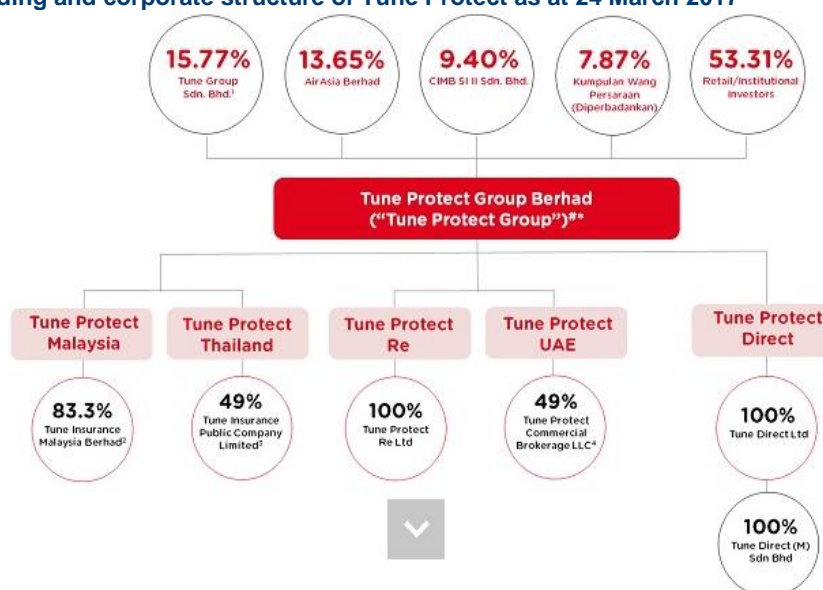 ding and corporate structure of Tune Protect as at 24 March 2017
15.77%
Tune Group
Sdn. Bhd.¹
13.65%
AirAsia Berhad
9.40%
CIMB SI II Sdn. Bhd.
7.87%
Kumpulan Wang
Persaraan
(Diperbadankan)
53.31%
Retail/Institutional
Investors
Tune Protect Group Berhad
("Tune Protect Group")#*
Tune Protect
Malaysia
Tune Protect
Thailand
Tune Protect
Re
Tune Protect
UAE
Tune Protect
Direct
83.3%
Tune Insurance
Malaysia Berhad²
49%
Tune Insurance
Public Company
Limited³
100%
Tune Protect
Re Ltd
49%
Tune Protect
Commercial
Brokerage LLC⁴
100%
Tune Direct Ltd
100%
Tune Direct (M)
Sdn Bhd